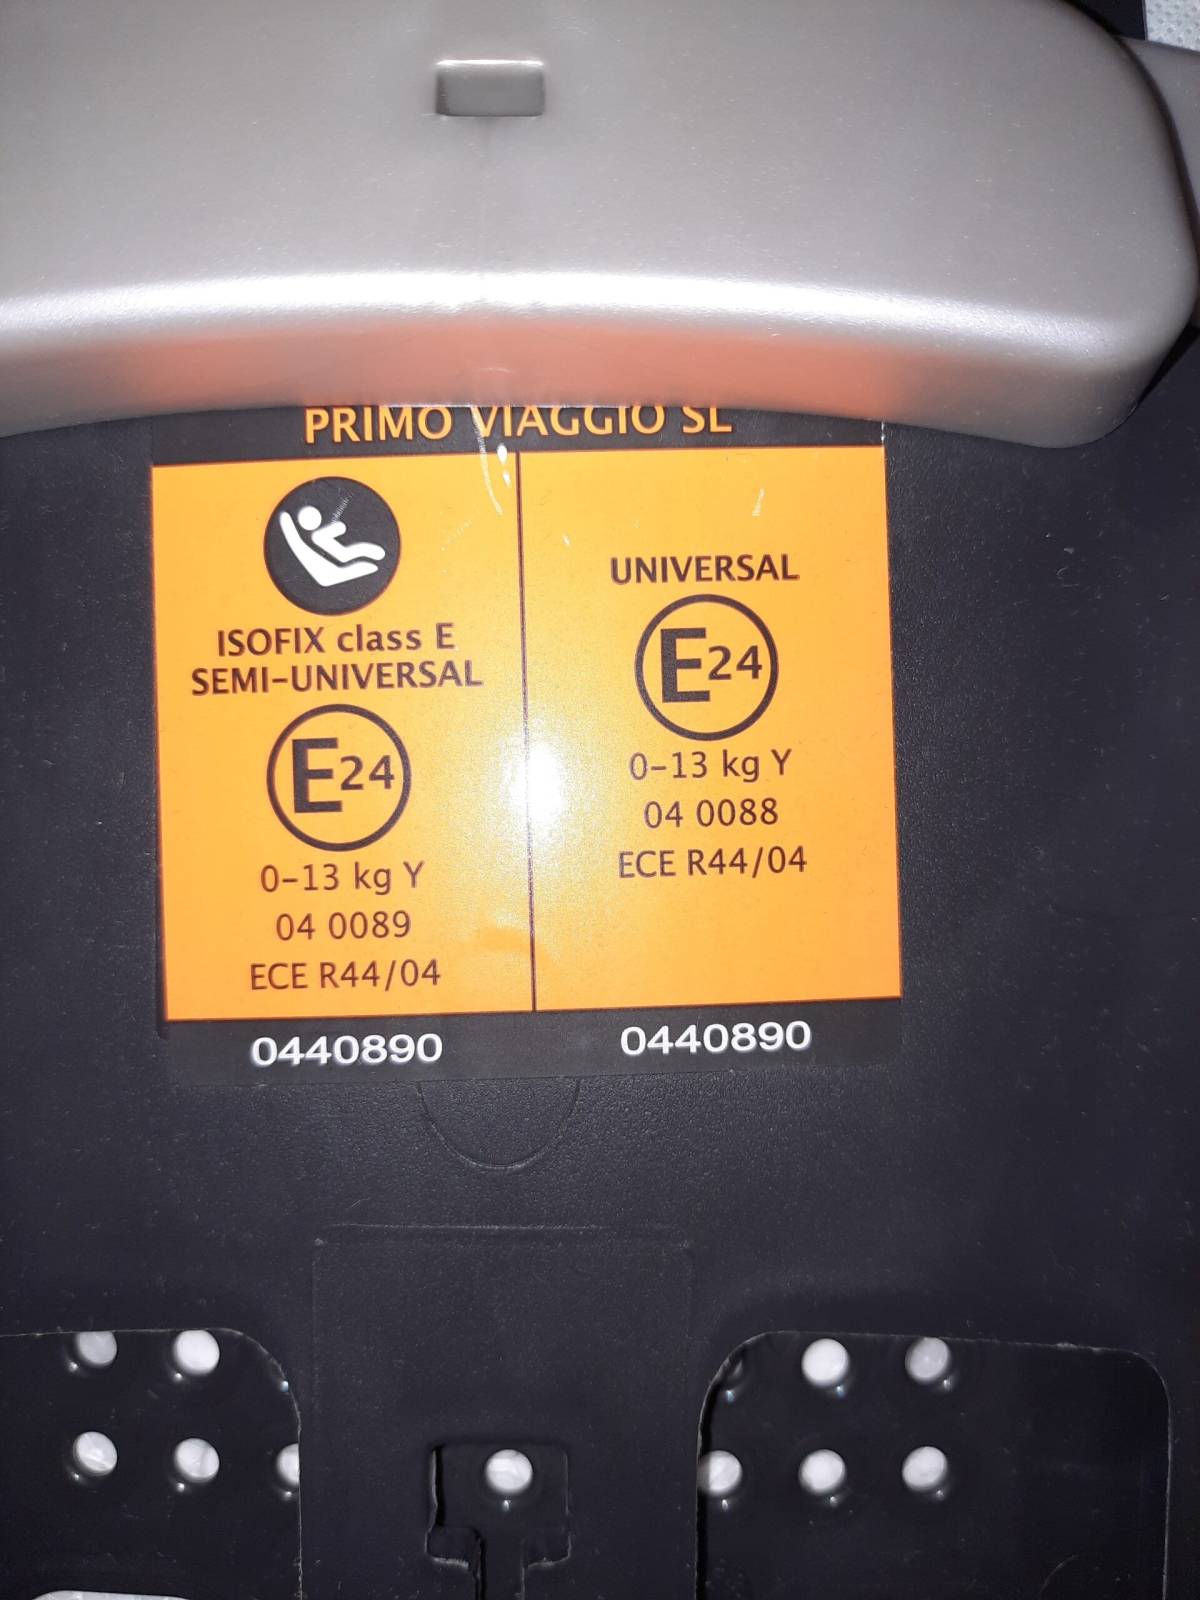 PRIMO VIAGGIO SL
ISOFIX class E
SEMI-UNIVERSAL
E24
0-13 kg Y
04 0089
ECE R44/04
0440890
UNIVERSAL
E24
0-13 kg Y
04 0088
ECE R44/04
0440890